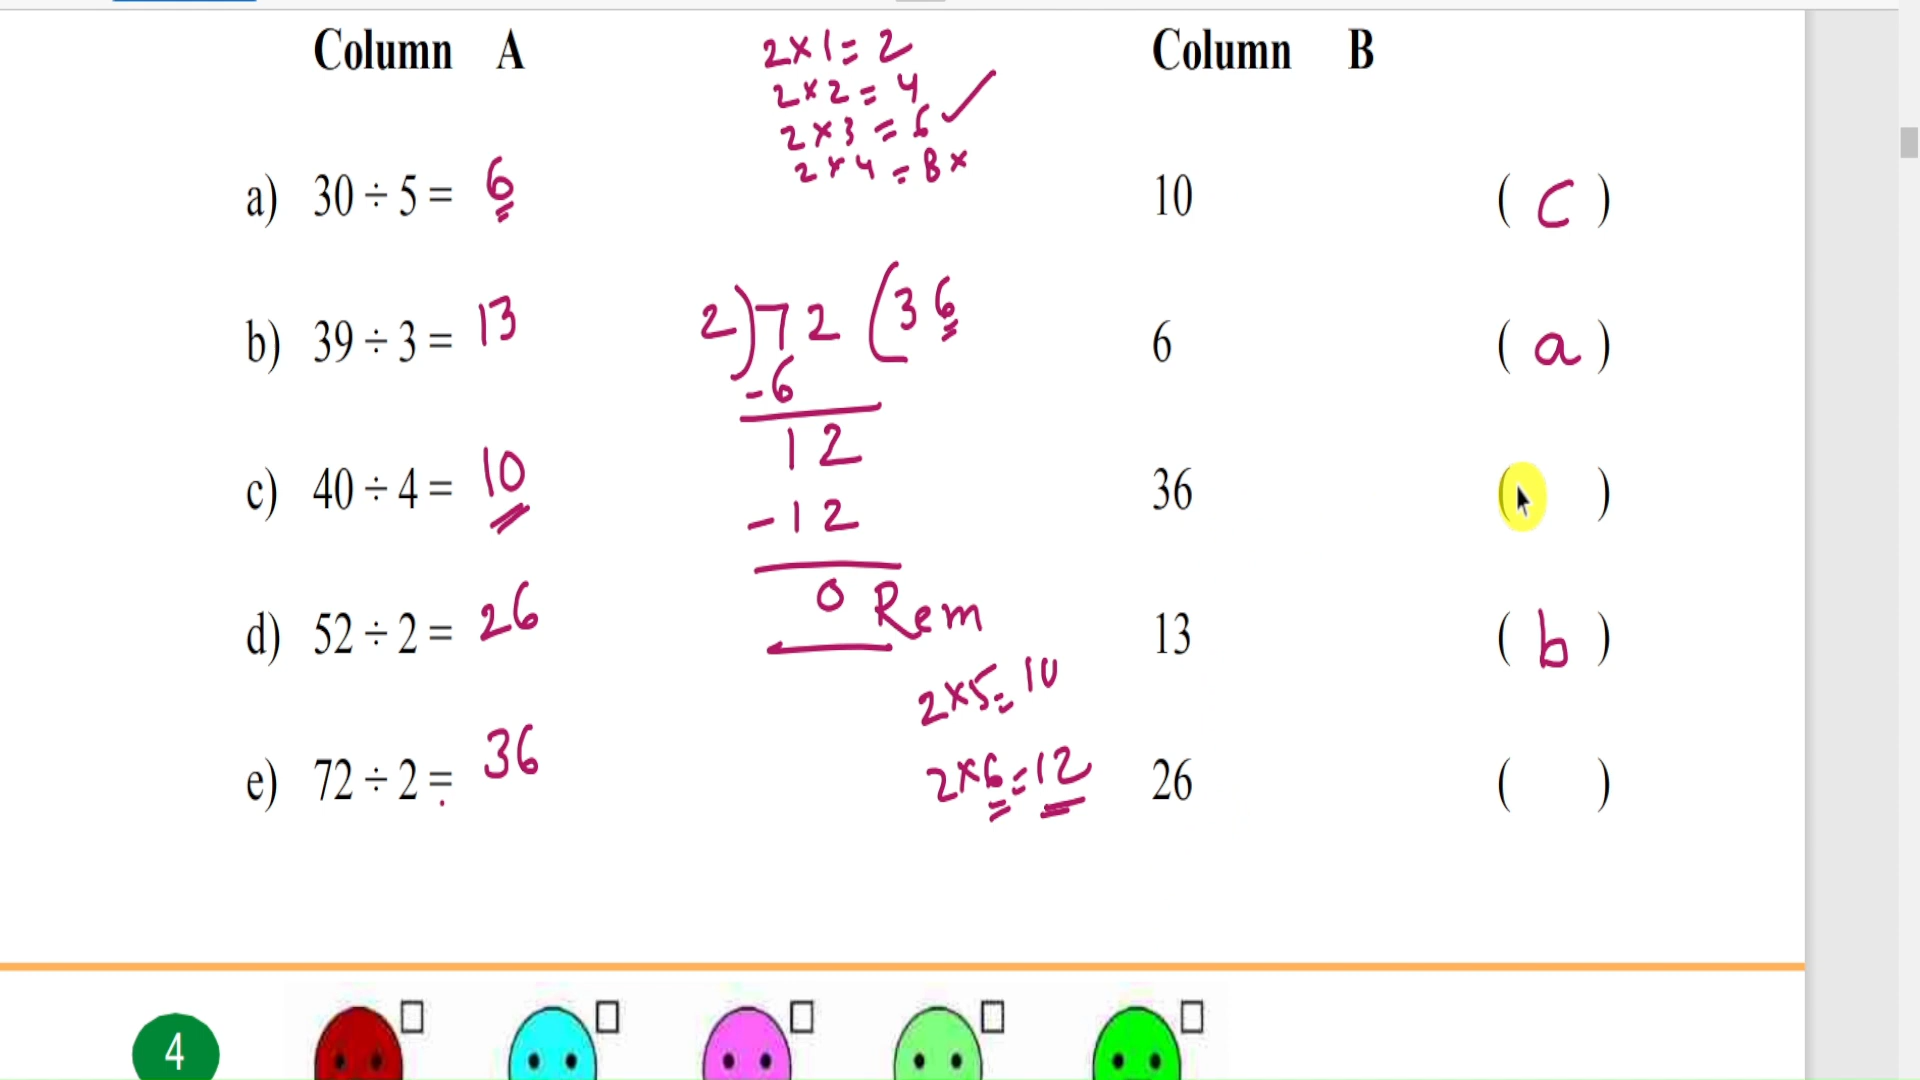 Column A
2×1=2
2×2=4
2×3=6 ✓
2×4=8×
Column B
a) 30÷5= 6
10 ( c )
b) 39÷3= 13
2)72(36
-6
12
-12
0 Rem
6 ( a )
c) 40÷4= 10
36 ( )
d) 52÷2= 26
13 ( b )
2×5=10
2×6=12
e) 72÷2= 36
26 ( )
4